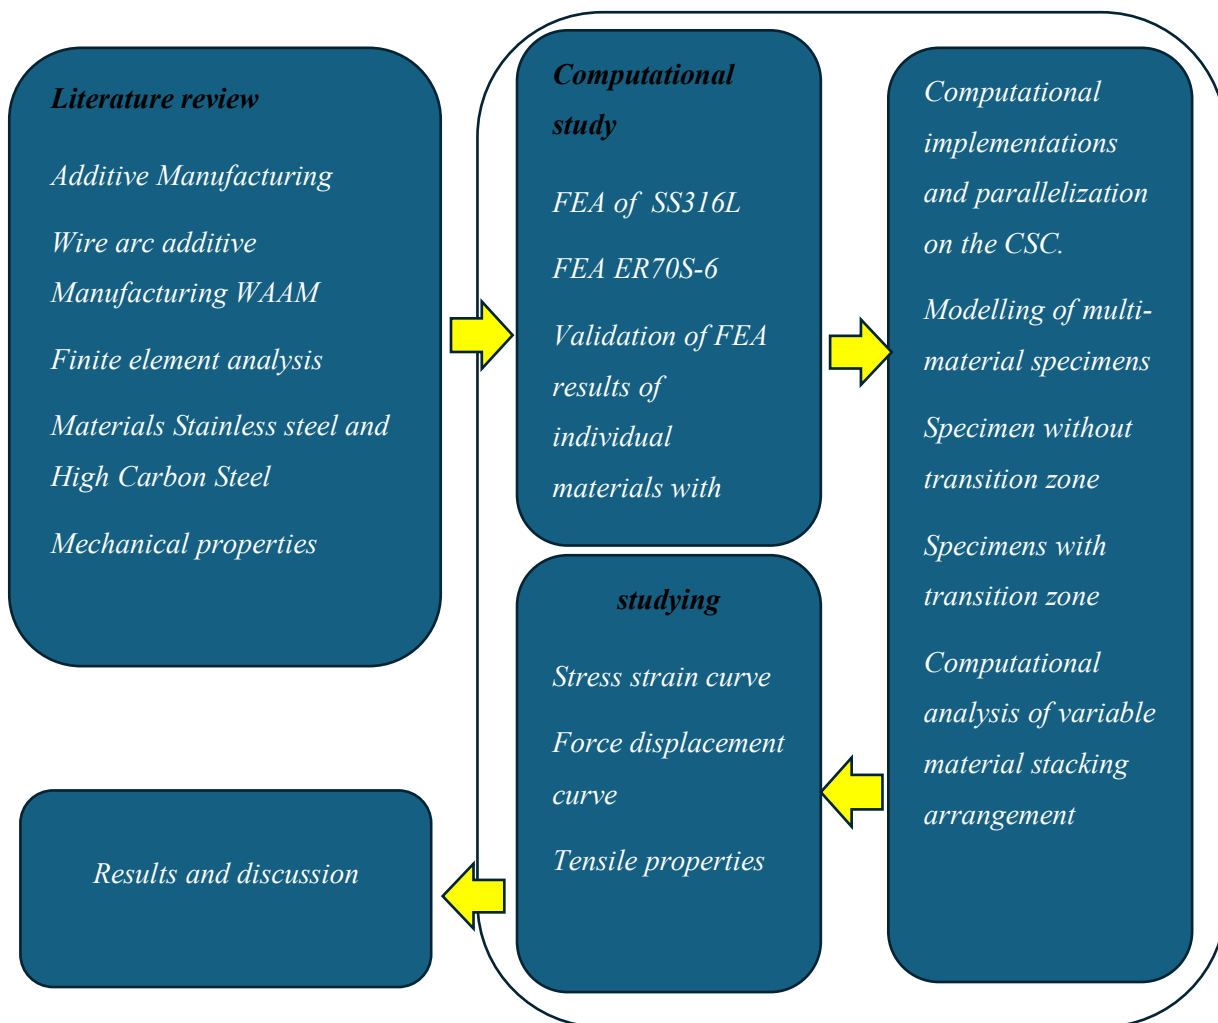 Literature review
Additive Manufacturing
Wire arc additive
Manufacturing WAAM
Finite element analysis
Materials Stainless steel and
High Carbon Steel
Mechanical properties
Computational
study
FEA of SS316L
FEA ER70S-6
Validation of FEA
results of
individual
materials with
Computational
implementations
and parallelization
on the CSC.
Modelling of multi-
material specimens
Specimen without
transition zone
Specimens with
transition zone
Computational
analysis of variable
material stacking
arrangement
studying
Stress strain curve
Force displacement
curve
Tensile properties
Results and discussion